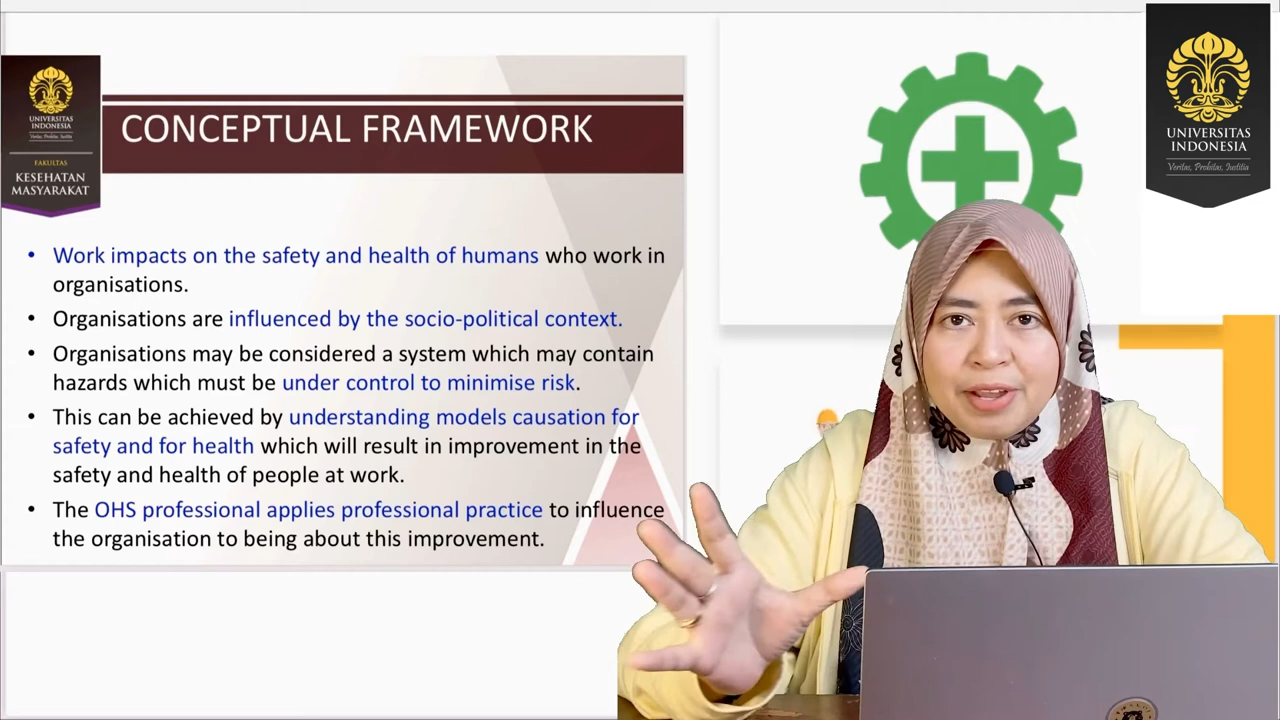 UNIVERSITAS
INDONESIA
Veritas, Probitas, Justitia
FAKULTAS
KESEHATAN
MASYARAKAT
CONCEPTUAL FRAMEWORK
• Work impacts on the safety and health of humans who work in
organisations.
• Organisations are influenced by the socio-political context.
• Organisations may be considered a system which may contain
hazards which must be under control to minimise risk.
• This can be achieved by understanding models causation for
safety and for health which will result in improvement in the
safety and health of people at work.
• The OHS professional applies professional practice to influence
the organisation to being about this improvement.
UNIVERSITAS
INDONESIA
Veritas, Probitas, Justitia